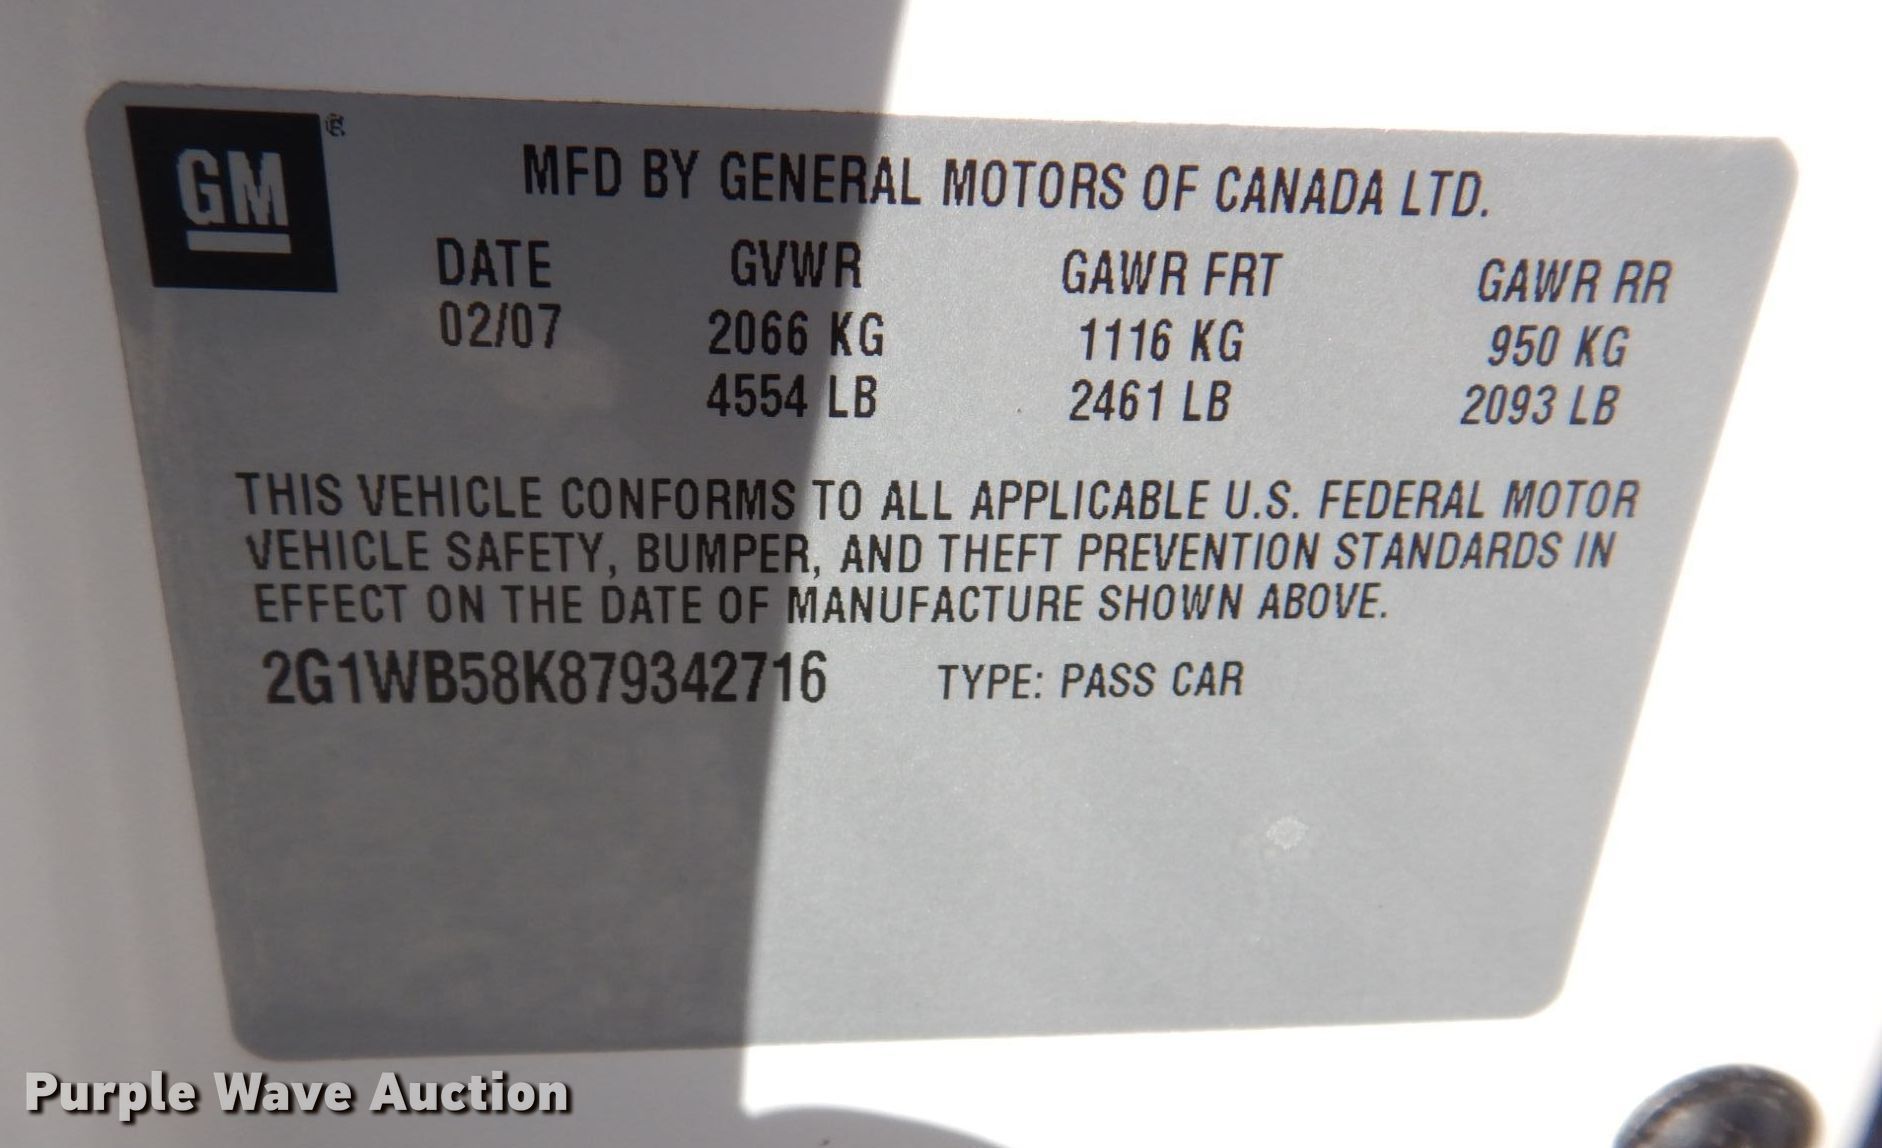 GM ®
MFD BY GENERAL MOTORS OF CANADA LTD.
DATE GVWR GAWR FRT GAWR RR
02/07 2066 KG 1116 KG 950 KG
4554 LB 2461 LB 2093 LB
THIS VEHICLE CONFORMS TO ALL APPLICABLE U.S. FEDERAL MOTOR
VEHICLE SAFETY, BUMPER, AND THEFT PREVENTION STANDARDS IN
EFFECT ON THE DATE OF MANUFACTURE SHOWN ABOVE.
2G1WB58K879342716 TYPE: PASS CAR
Purple Wave Auction